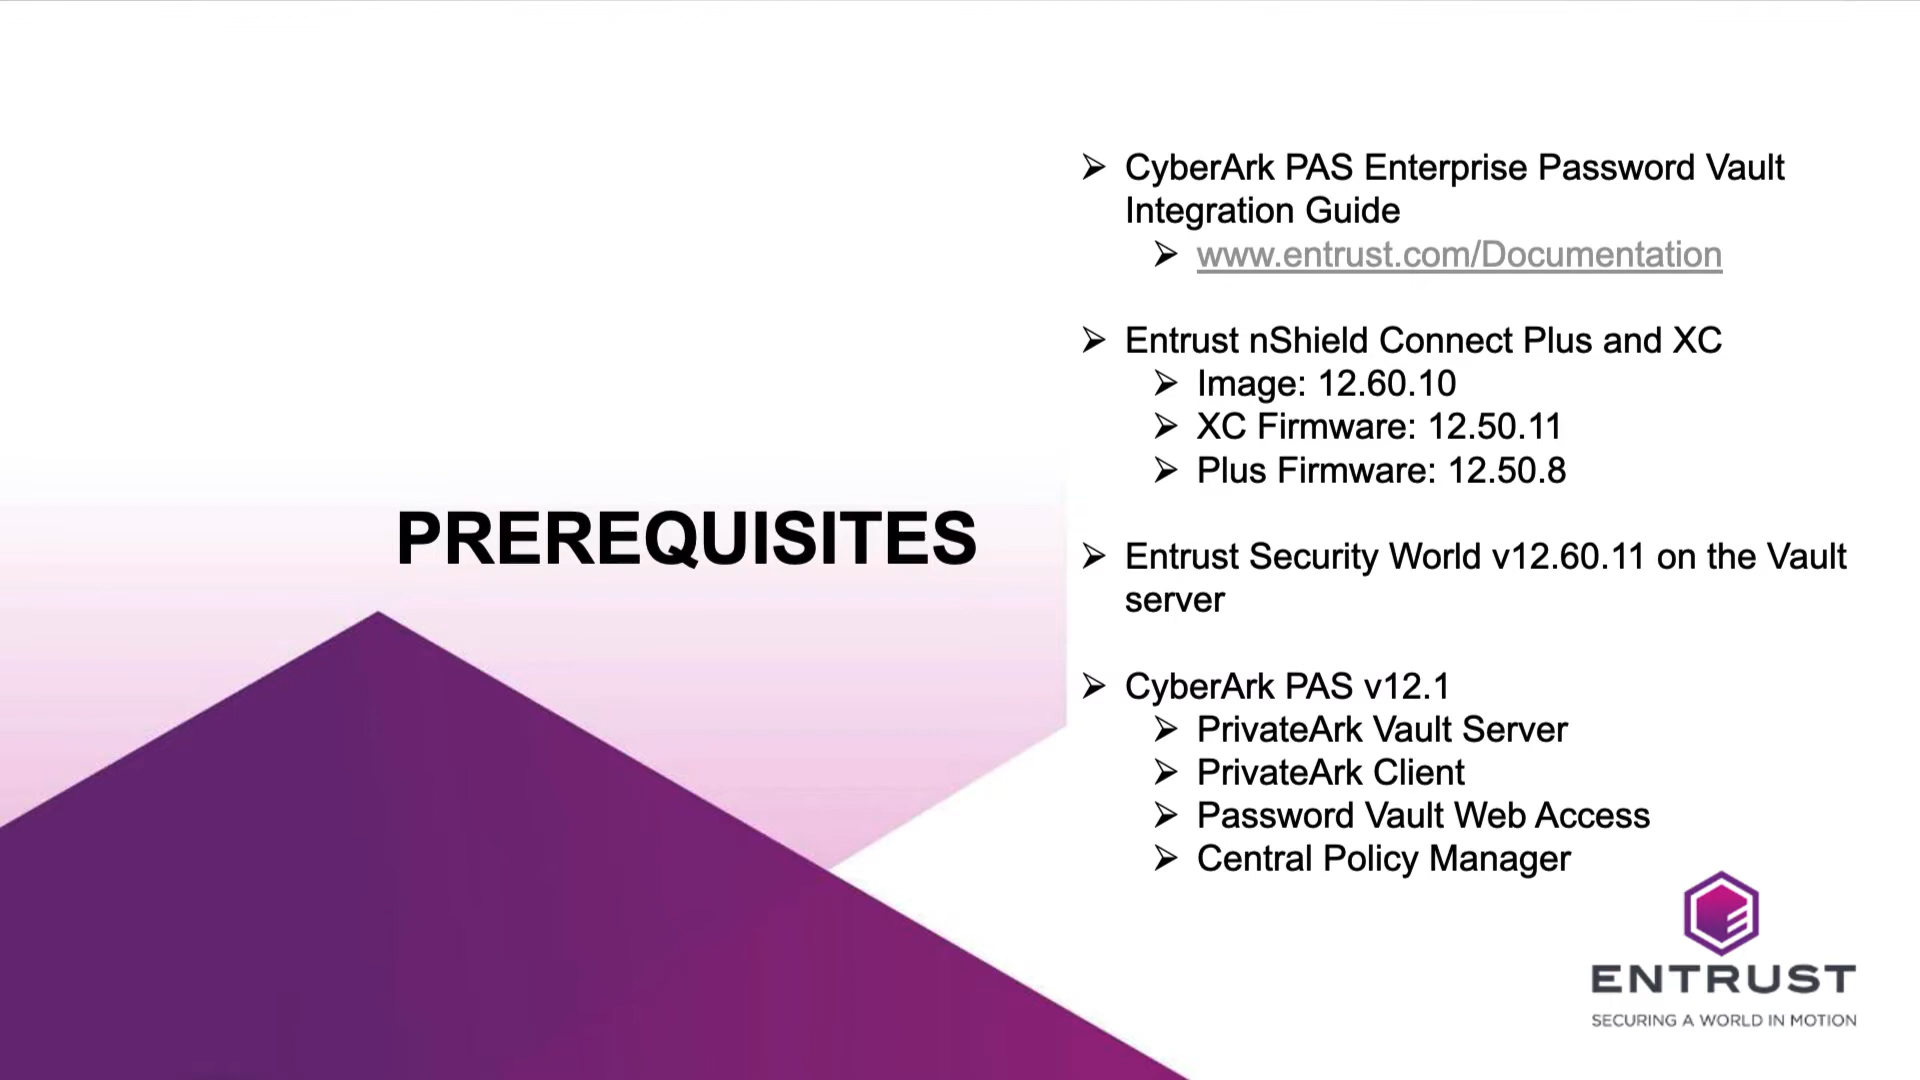 PREREQUISITES
➢ CyberArk PAS Enterprise Password Vault
Integration Guide
➢ www.entrust.com/Documentation
➢ Entrust nShield Connect Plus and XC
➢ Image: 12.60.10
➢ XC Firmware: 12.50.11
➢ Plus Firmware: 12.50.8
➢ Entrust Security World v12.60.11 on the Vault
server
➢ CyberArk PAS v12.1
➢ PrivateArk Vault Server
➢ PrivateArk Client
➢ Password Vault Web Access
➢ Central Policy Manager
ENTRUST
SECURING A WORLD IN MOTION